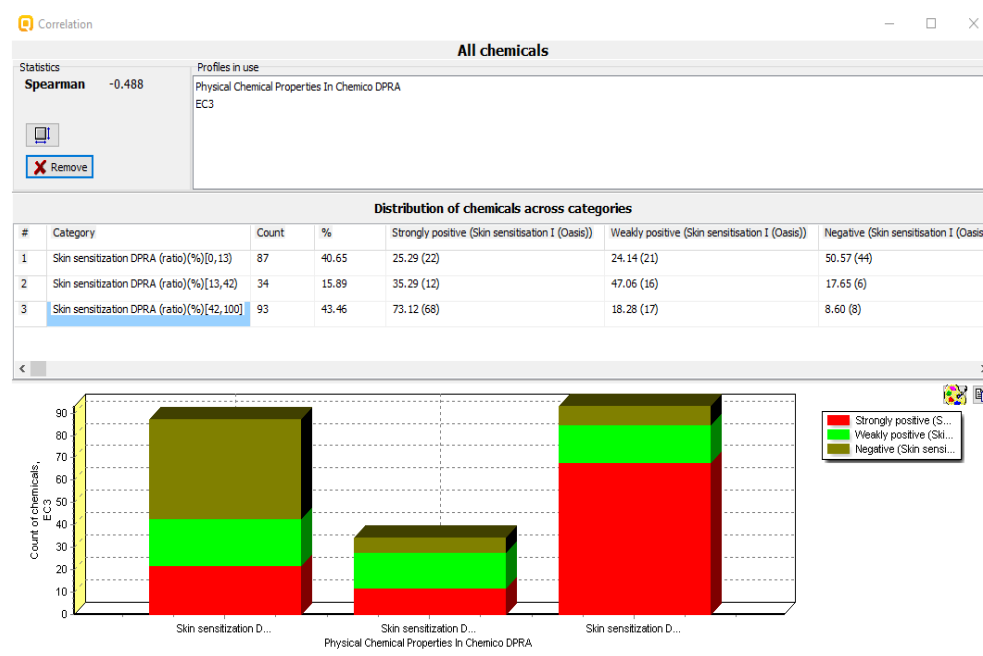 Correlation
All chemicals
Statistics
Profiles in use
Spearman -0.488
Physical Chemical Properties In Chemico DPRA
EC3
Remove
Distribution of chemicals across categories
# Category Count % Strongly positive (Skin sensitisation I (Oasis)) Weakly positive (Skin sensitisation I (Oasis)) Negative (Skin sensitisation I (Oasis
1 Skin sensitization DPRA (ratio)(%)[0,13) 87 40.65 25.29 (22) 24.14 (21) 50.57 (44)
2 Skin sensitization DPRA (ratio)(%)[13,42) 34 15.89 35.29 (12) 47.06 (16) 17.65 (6)
3 Skin sensitization DPRA (ratio)(%)[42,100] 93 43.46 73.12 (68) 18.28 (17) 8.60 (8)
90
80
70
60
50
40
30
20
10
0
Count of chemicals,
EC3
Strongly positive (S...
Weakly positive (Ski...
Negative (Skin sensi...
Skin sensitization D...
Skin sensitization D...
Skin sensitization D...
Physical Chemical Properties In Chemico DPRA